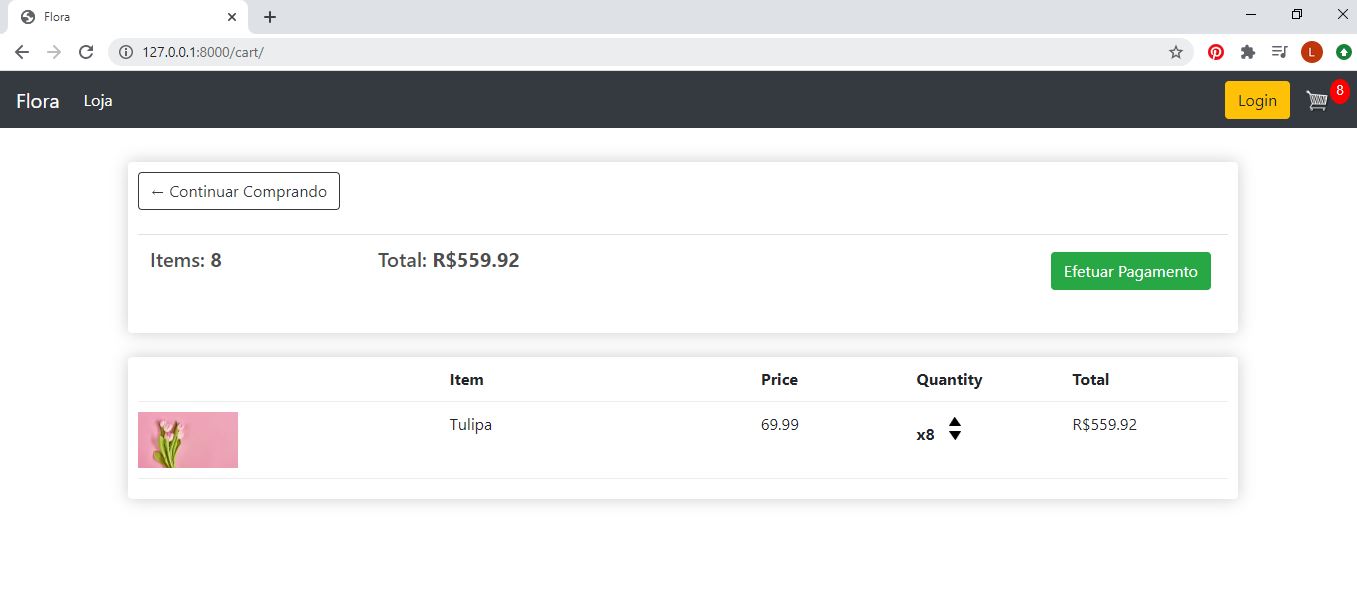 Flora
127.0.0.1:8000/cart/
L
Flora Loja Login 8
← Continuar Comprando
Items: 8 Total: R$559.92 Efetuar Pagamento
Item Price Quantity Total
Tulipa 69.99 x8 R$559.92